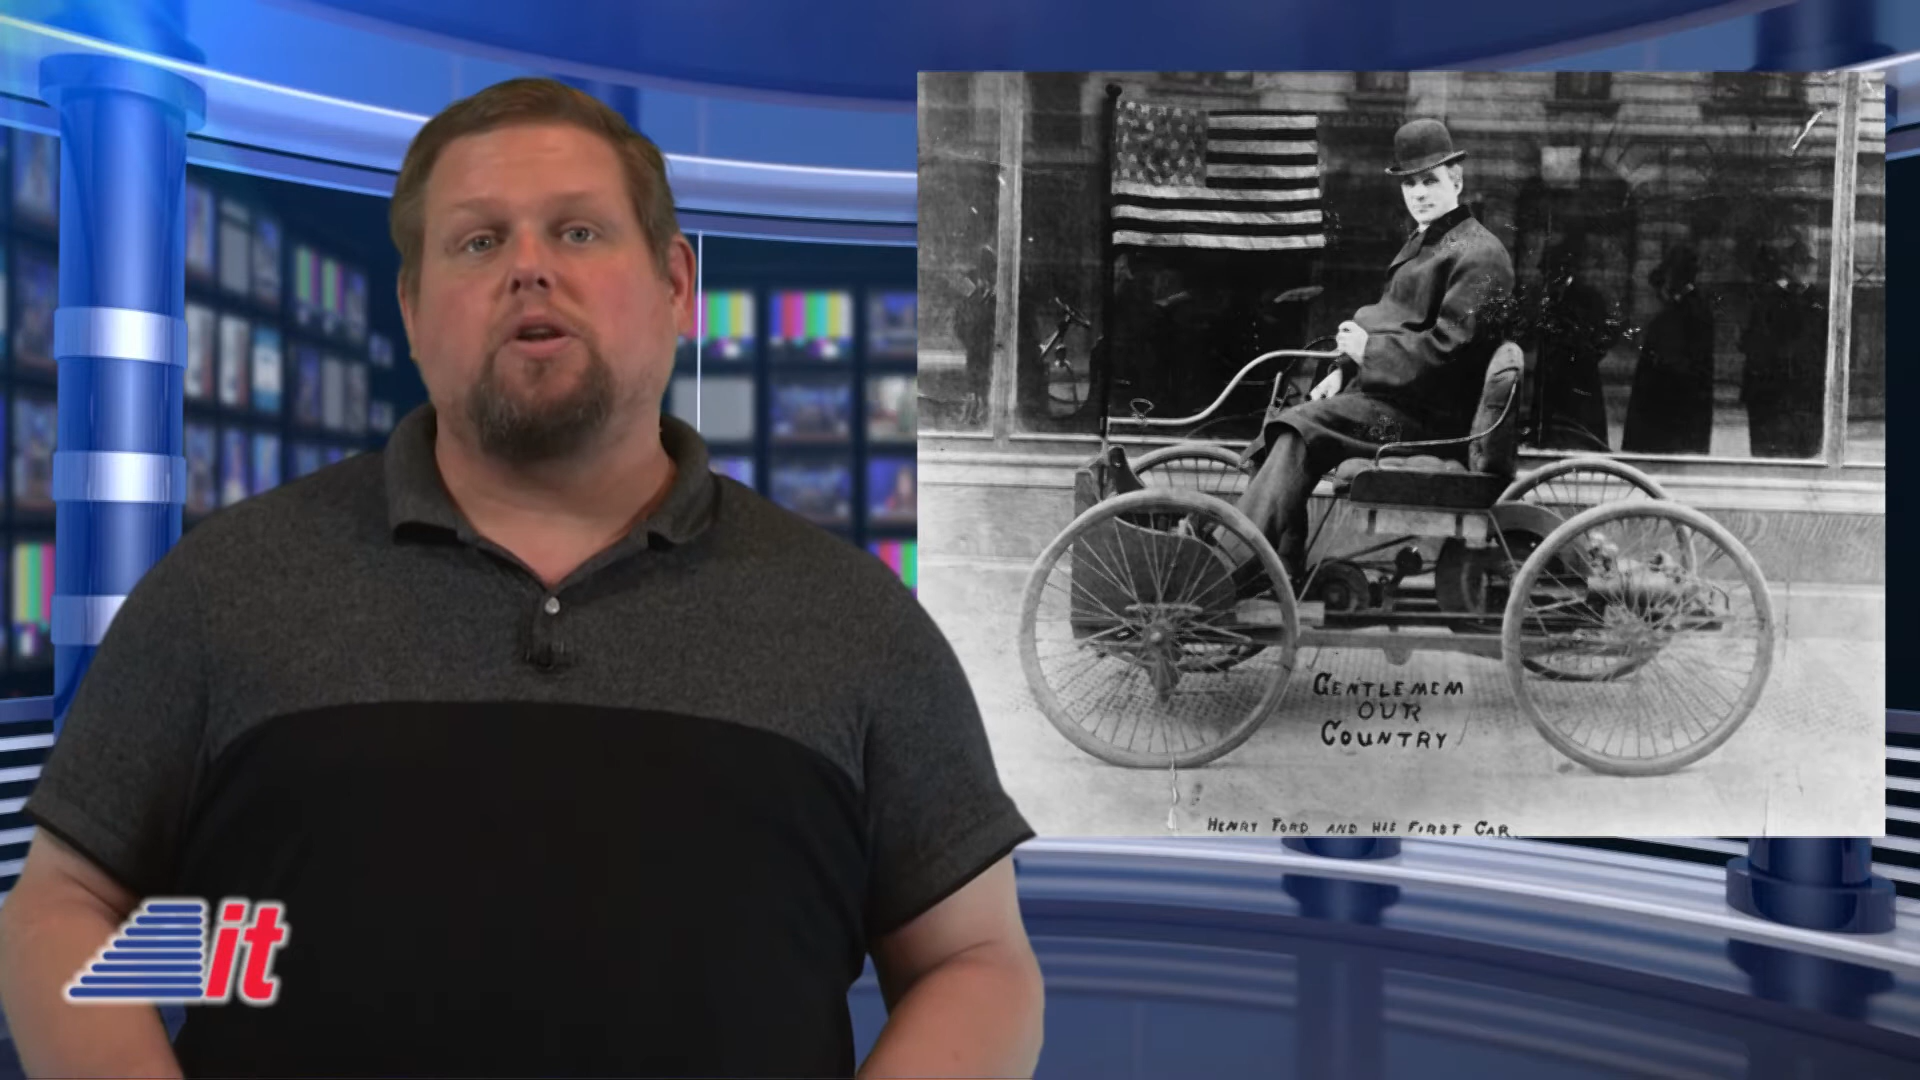 GENTLEMEM
OUR
COUNTRY
HENRY FORD AND HIS FIRST CAR.
it